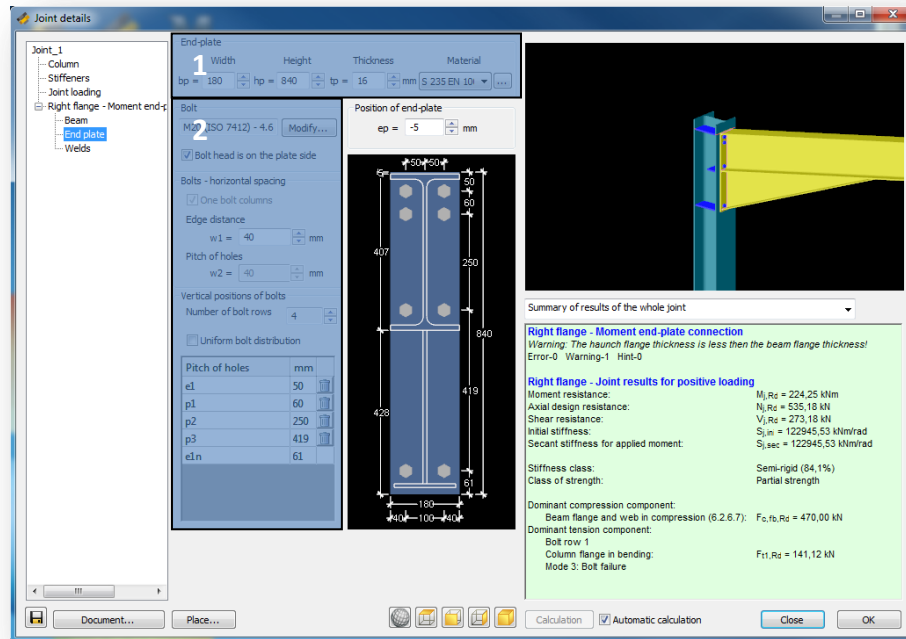 Joint details
Joint_1
Column
Stiffeners
Joint loading
Right flange - Moment end-p
Beam
End plate
Welds
End-plate
1
Width Height Thickness Material
bp = 180 hp = 840 tp = 16 mm S 235 EN 10 ...
Bolt
2
M20 (ISO 7412) - 4.6 Modify...
Bolt head is on the plate side
Bolts - horizontal spacing
One bolt columns
Edge distance
w1 = 40 mm
Pitch of holes
w2 = 40 mm
Vertical positions of bolts
Number of bolt rows 4
Uniform bolt distribution
Pitch of holes mm
e1 50
p1 60
p2 250
p3 419
e1n 61
Position of end-plate
ep = -5 mm
50 50
5
50
60
407
250
840
419
428
61
180
40 100 40
Summary of results of the whole joint
Right flange - Moment end-plate connection
Warning: The haunch flange thickness is less then the beam flange thickness!
Error-0 Warning-1 Hint-0
Right flange - Joint results for positive loading
Moment resistance: Mj,Rd = 224,25 kNm
Axial design resistance: Nj,Rd = 535,18 kN
Shear resistance: Vj,Rd = 273,18 kN
Initial stiffness: Sj,ini = 122945,53 kNm/rad
Secant stiffness for applied moment: Sj,sec = 122945,53 kNm/rad
Stiffness class: Semi-rigid (84,1%)
Class of strength: Partial strength
Dominant compression component:
Beam flange and web in compression (6.2.6.7): Fc,fb,Rd = 470,00 kN
Dominant tension component:
Bolt row 1
Column flange in bending: Ft1,Rd = 141,12 kN
Mode 3: Bolt failure
Document... Place... Calculation Automatic calculation Close OK